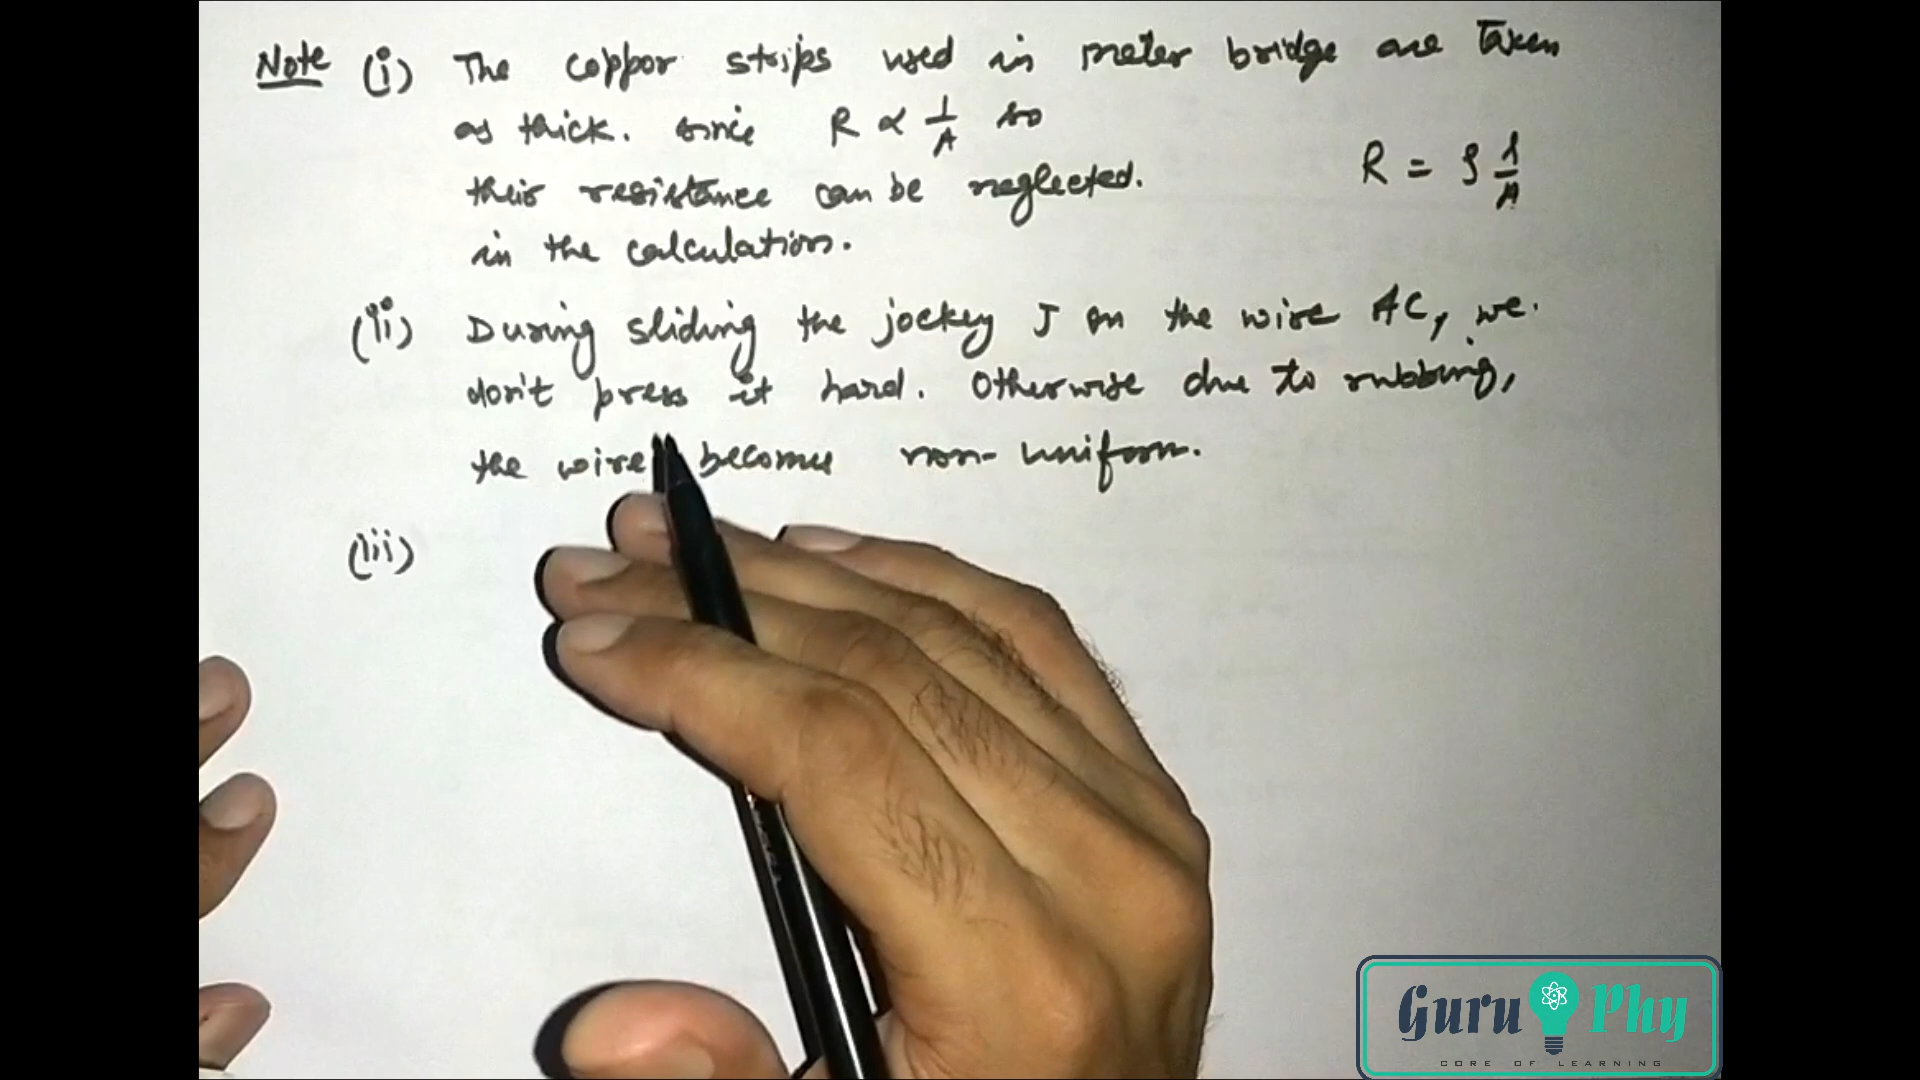 Note (i) The coppor strips used in meter bridge are Taken
as thick. since R ∝ 1/A so
their resistance can be neglected.
in the calculation.
R = ρ l/A
(ii) During sliding the jockey J on the wire AC, we.
don't press it hard. Otherwise due to rubbing,
the wire becomes non-uniform.
(iii)
Guru Phy
CORE OF LEARNING